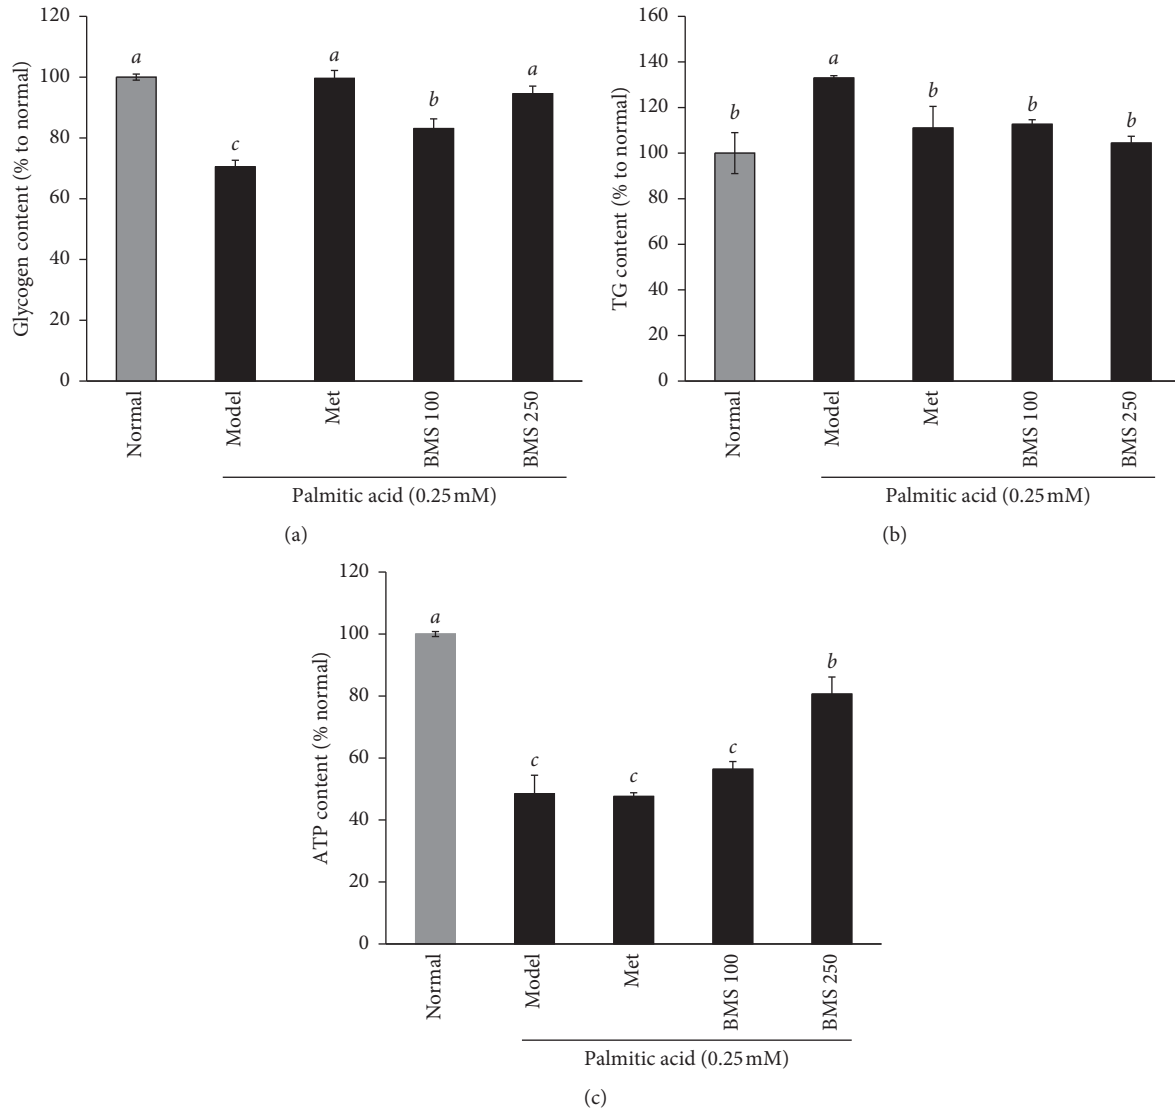 Glycogen content (% to normal)
120
100
80
60
40
20
0
a
c
a
b
a
Normal
Model
Met
BMS 100
BMS 250
Palmitic acid (0.25 mM)
(a)
TG content (% to normal)
160
140
120
100
80
60
40
20
0
b
a
b
b
b
Normal
Model
Met
BMS 100
BMS 250
Palmitic acid (0.25 mM)
(b)
ATP content (% normal)
120
100
80
60
40
20
0
a
c
c
c
b
Normal
Model
Met
BMS 100
BMS 250
Palmitic acid (0.25 mM)
(c)